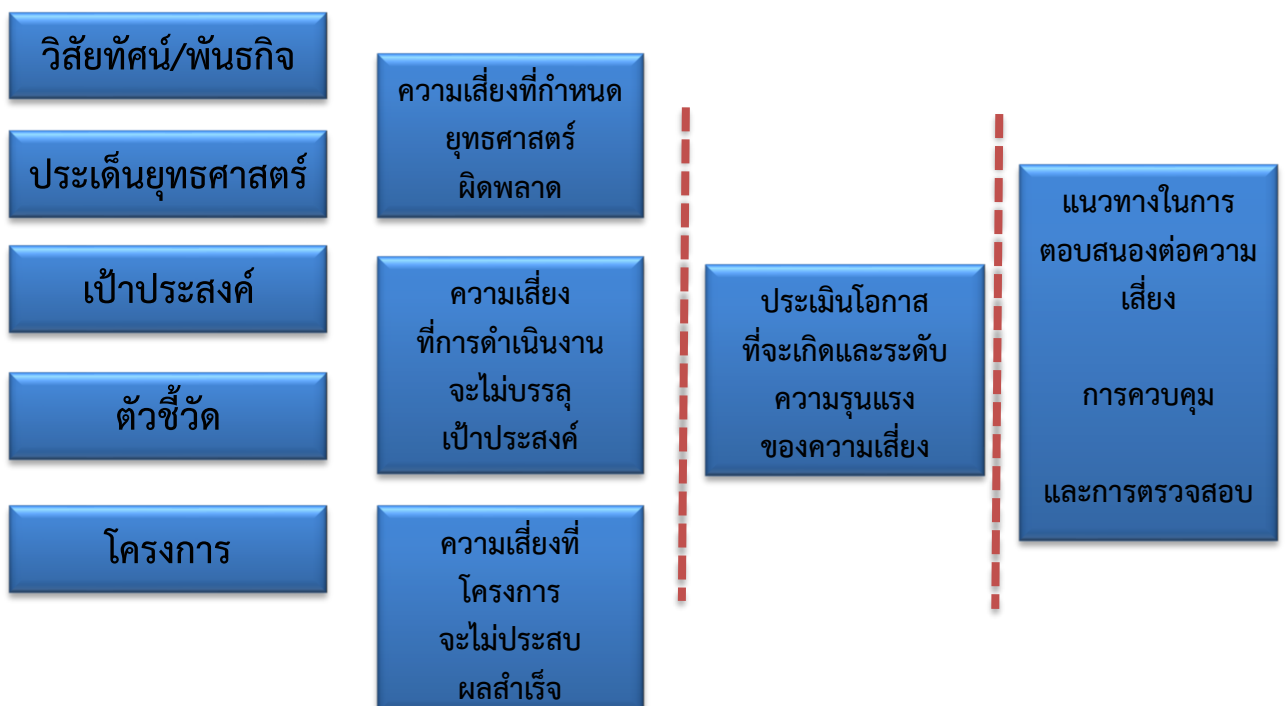 วิสัยทัศน์/พันธกิจ
ประเด็นยุทธศาสตร์
เป้าประสงค์
ตัวชี้วัด
โครงการ
ความเสี่ยงที่กำหนด
ยุทธศาสตร์
ผิดพลาด
ความเสี่ยง
ที่การดำเนินงาน
จะไม่บรรลุ
เป้าประสงค์
ความเสี่ยงที่
โครงการ
จะไม่ประสบ
ผลสำเร็จ
ประเมินโอกาส
ที่จะเกิดและระดับ
ความรุนแรง
ของความเสี่ยง
แนวทางในการ
ตอบสนองต่อความ
เสี่ยง
การควบคุม
และการตรวจสอบ